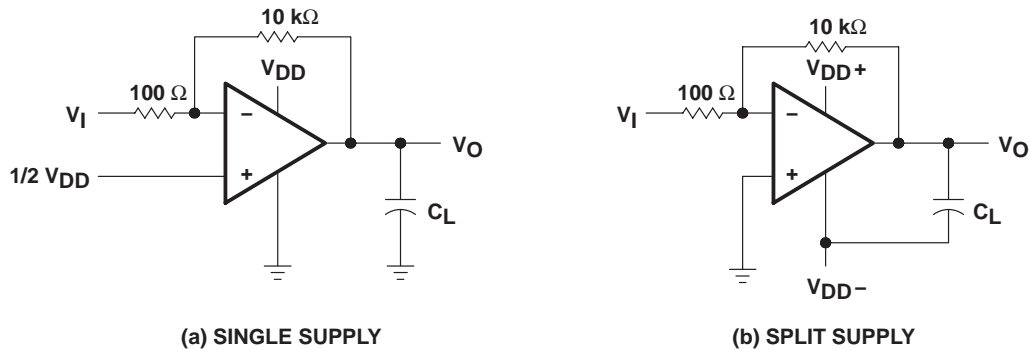 10 kΩ
VDD
100 Ω
VI
−
+
1/2 VDD
VO
CL
(a) SINGLE SUPPLY
10 kΩ
VDD+
100 Ω
VI
−
+
VO
CL
VDD−
(b) SPLIT SUPPLY